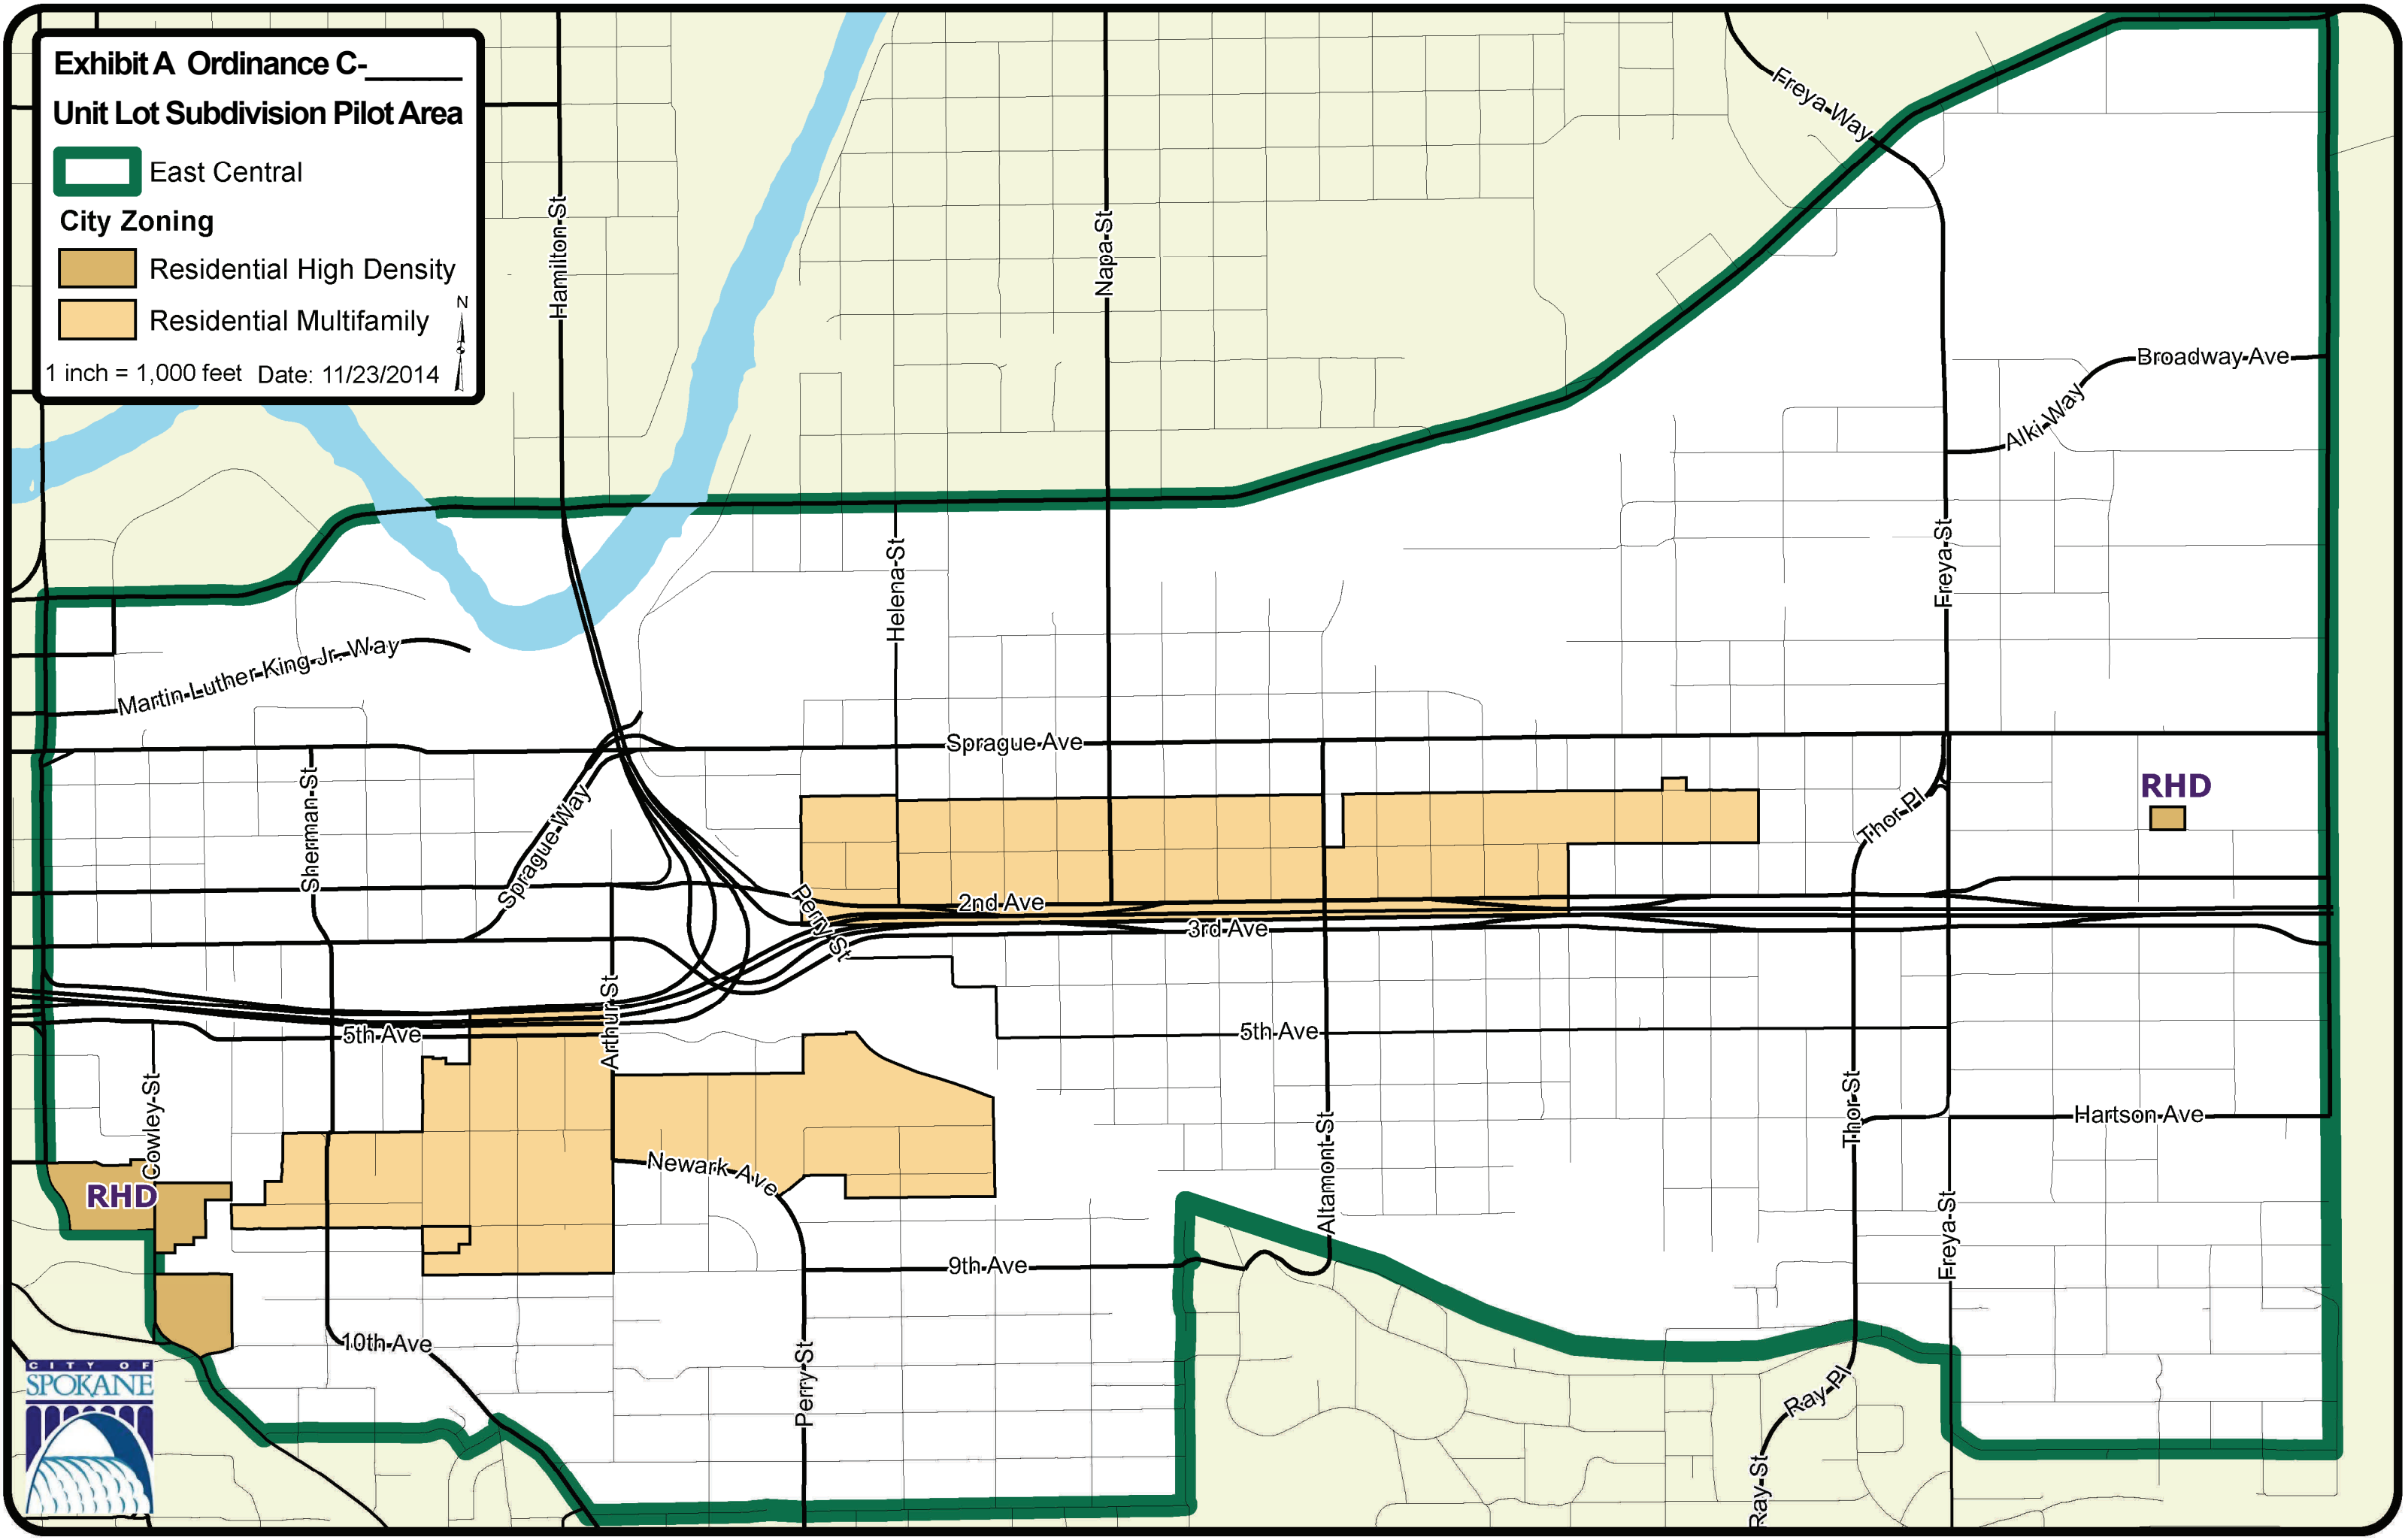 Exhibit A Ordinance C-______
Unit Lot Subdivision Pilot Area
East Central
City Zoning
Residential High Density
Residential Multifamily
N
1 inch = 1,000 feet Date: 11/23/2014
Freya Way
Hamilton St
Napa St
Broadway Ave
Alki Way
Freya St
Helena St
Martin Luther King Jr. Way
Sprague Ave
Sherman St
Sprague Way
RHD
Thor Pl
Perry St
2nd Ave
3rd Ave
Arthur St
5th Ave
5th Ave
Cowley St
Thor St
Hartson Ave
Altamont St
Newark Ave
RHD
Freya St
9th Ave
10th Ave
Perry St
Ray Pl
Ray St
CITY OF
SPOKANE